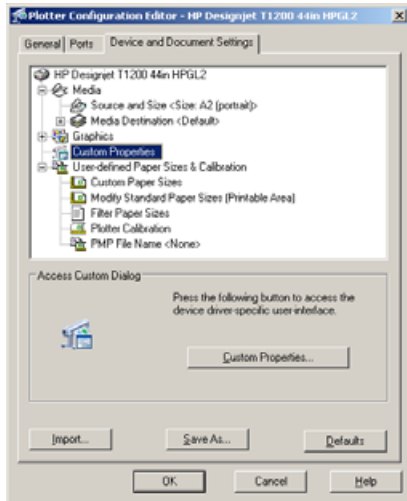 Plotter Configuration Editor - HP Designjet T1200 44in HPGL2
General Ports Device and Document Settings
HP Designjet T1200 44in HPGL2
Media
Source and Size <Size: A2 (portrait)>
Media Destination <Default>
Graphics
Custom Properties
User-defined Paper Sizes & Calibration
Custom Paper Sizes
Modify Standard Paper Sizes (Printable Area)
Filter Paper Sizes
Plotter Calibration
PMP File Name <None>
Access Custom Dialog
Press the following button to access the
device driver-specific user-interface.
Custom Properties...
Import... Save As... Defaults
OK Cancel Help